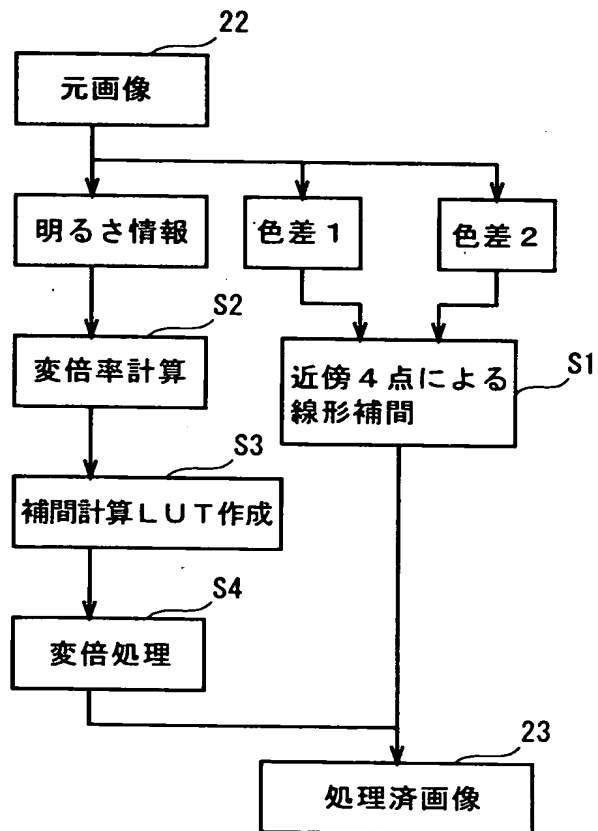 22
元画像
明るさ情報
色差1
色差2
S2
変倍率計算
近傍4点による
線形補間
S1
S3
補間計算LUT作成
S4
変倍処理
23
処理済画像